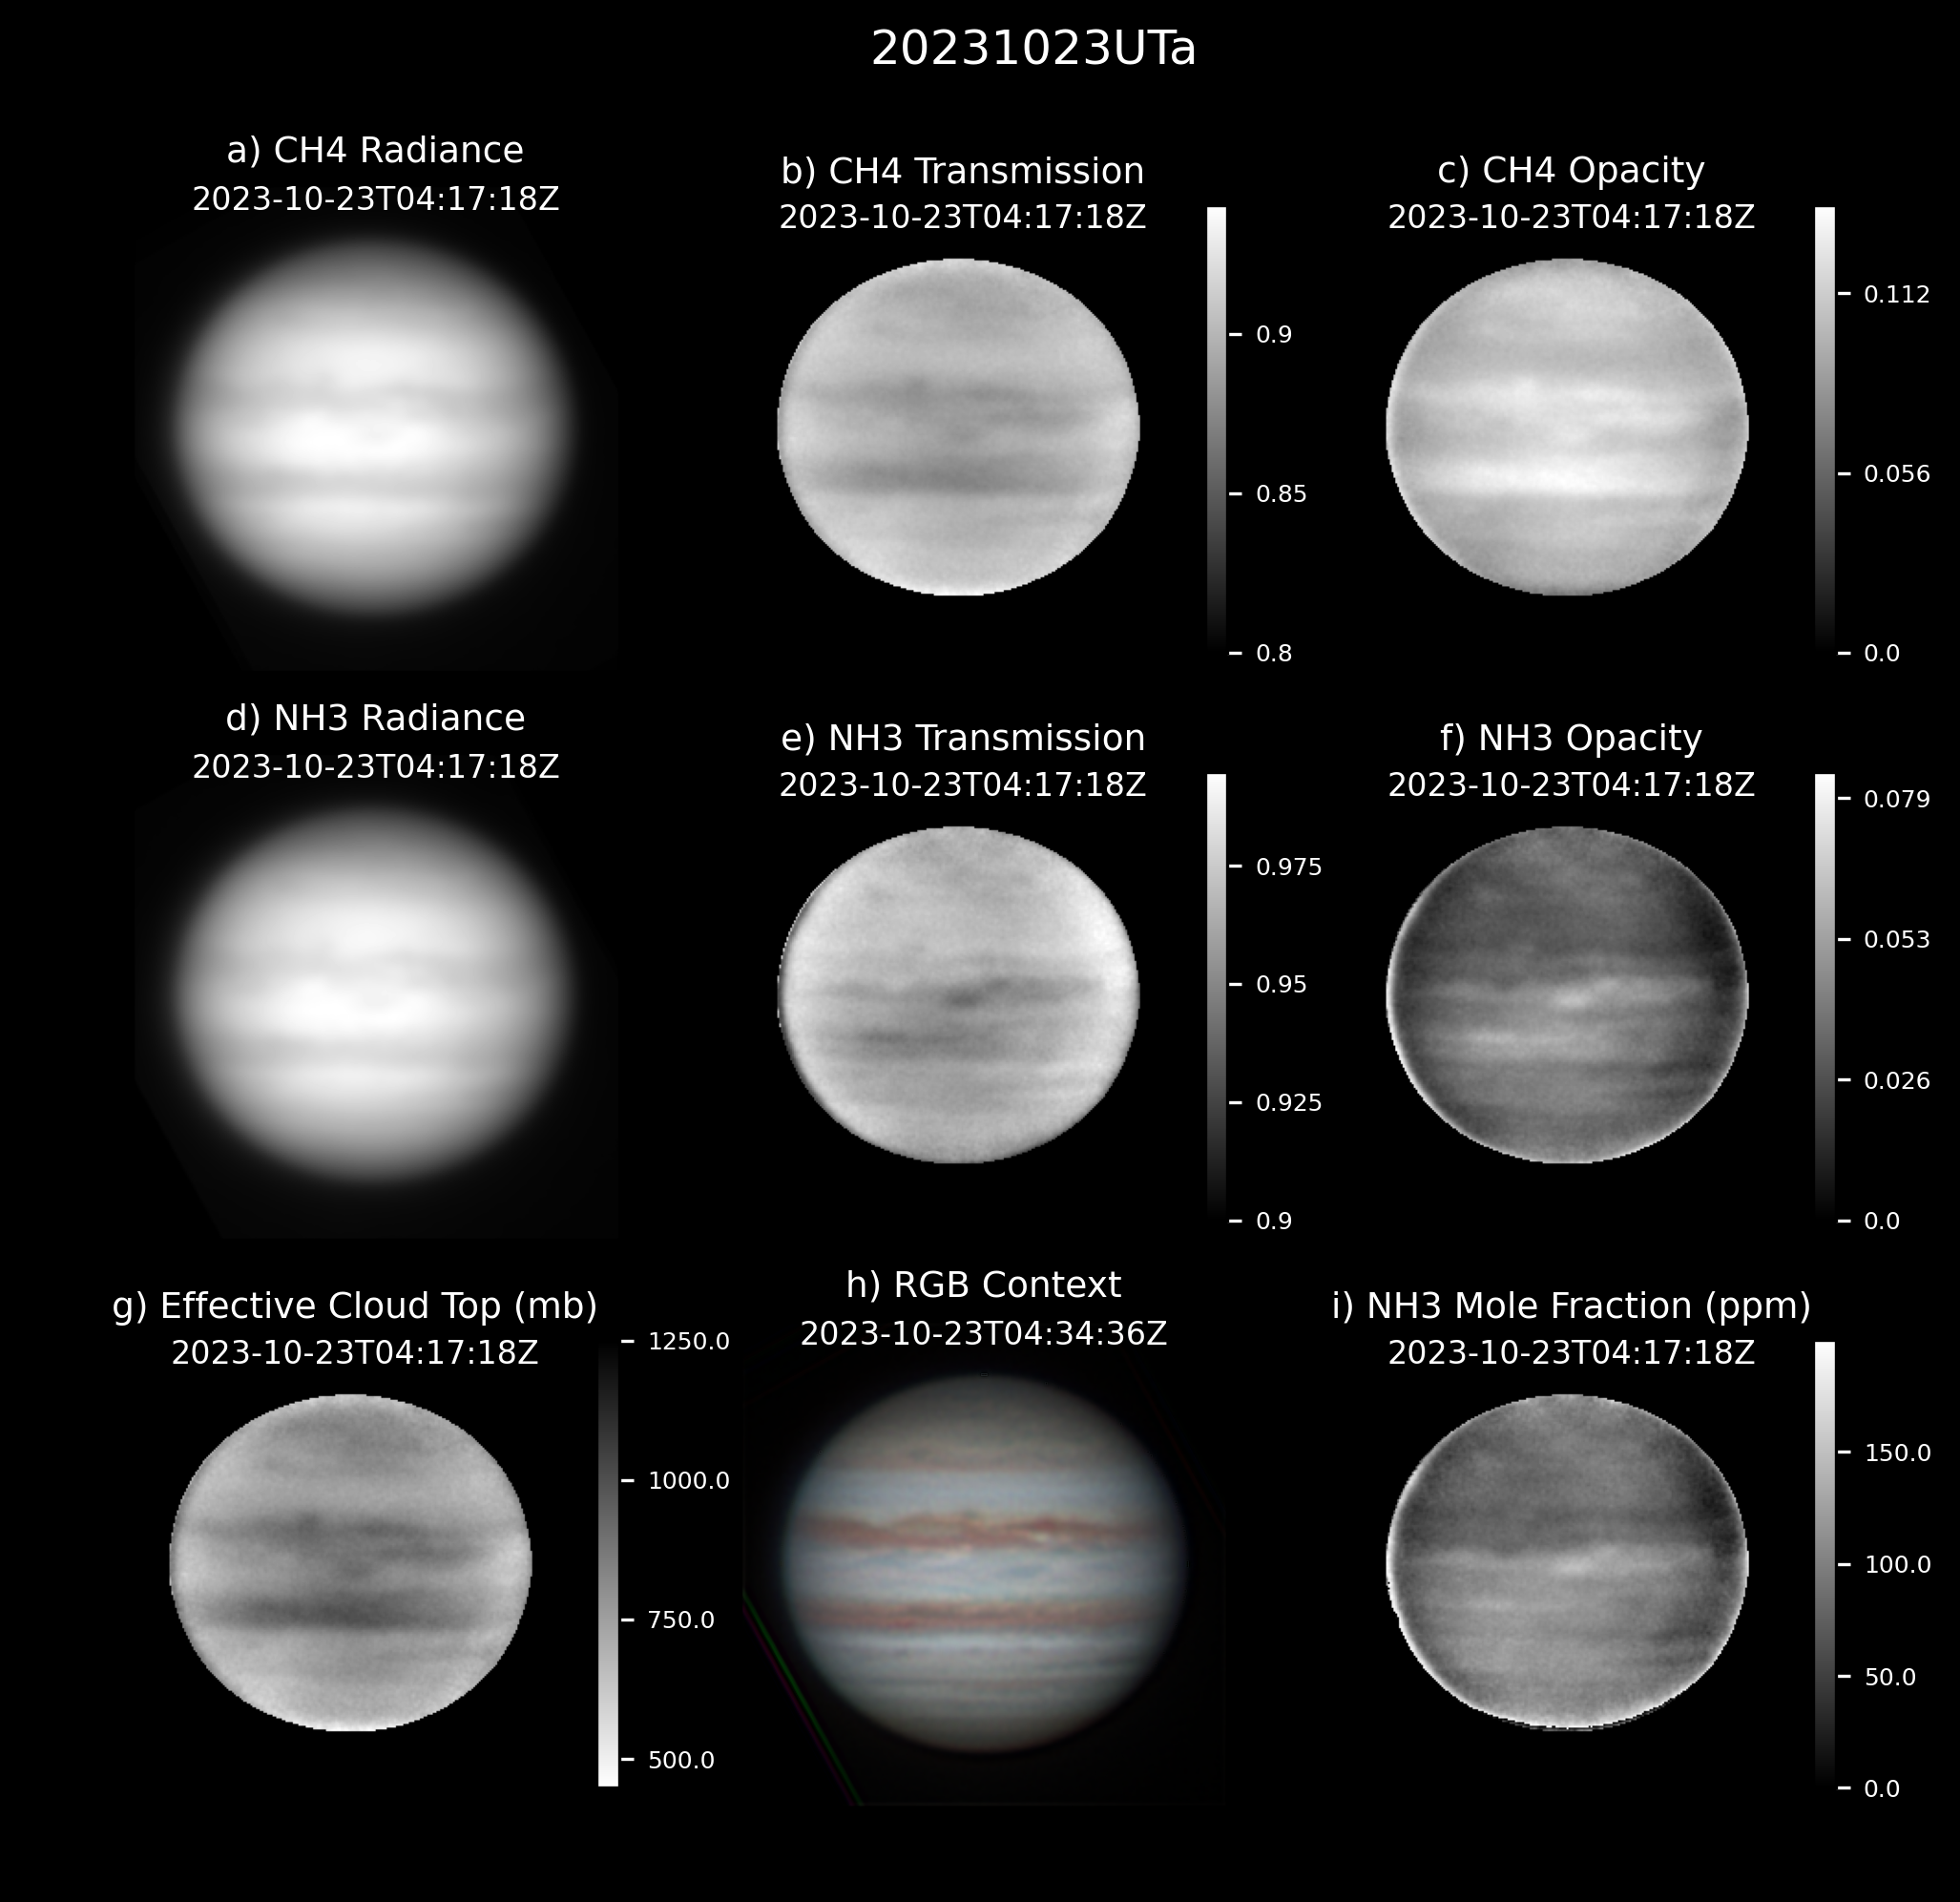 20231023UTa
a) CH4 Radiance
2023-10-23T04:17:18Z
b) CH4 Transmission
2023-10-23T04:17:18Z
0.9
0.85
0.8
c) CH4 Opacity
2023-10-23T04:17:18Z
0.112
0.056
0.0
d) NH3 Radiance
2023-10-23T04:17:18Z
e) NH3 Transmission
2023-10-23T04:17:18Z
0.975
0.95
0.925
0.9
f) NH3 Opacity
2023-10-23T04:17:18Z
0.079
0.053
0.026
0.0
g) Effective Cloud Top (mb)
2023-10-23T04:17:18Z
1250.0
1000.0
750.0
500.0
h) RGB Context
2023-10-23T04:34:36Z
i) NH3 Mole Fraction (ppm)
2023-10-23T04:17:18Z
150.0
100.0
50.0
0.0